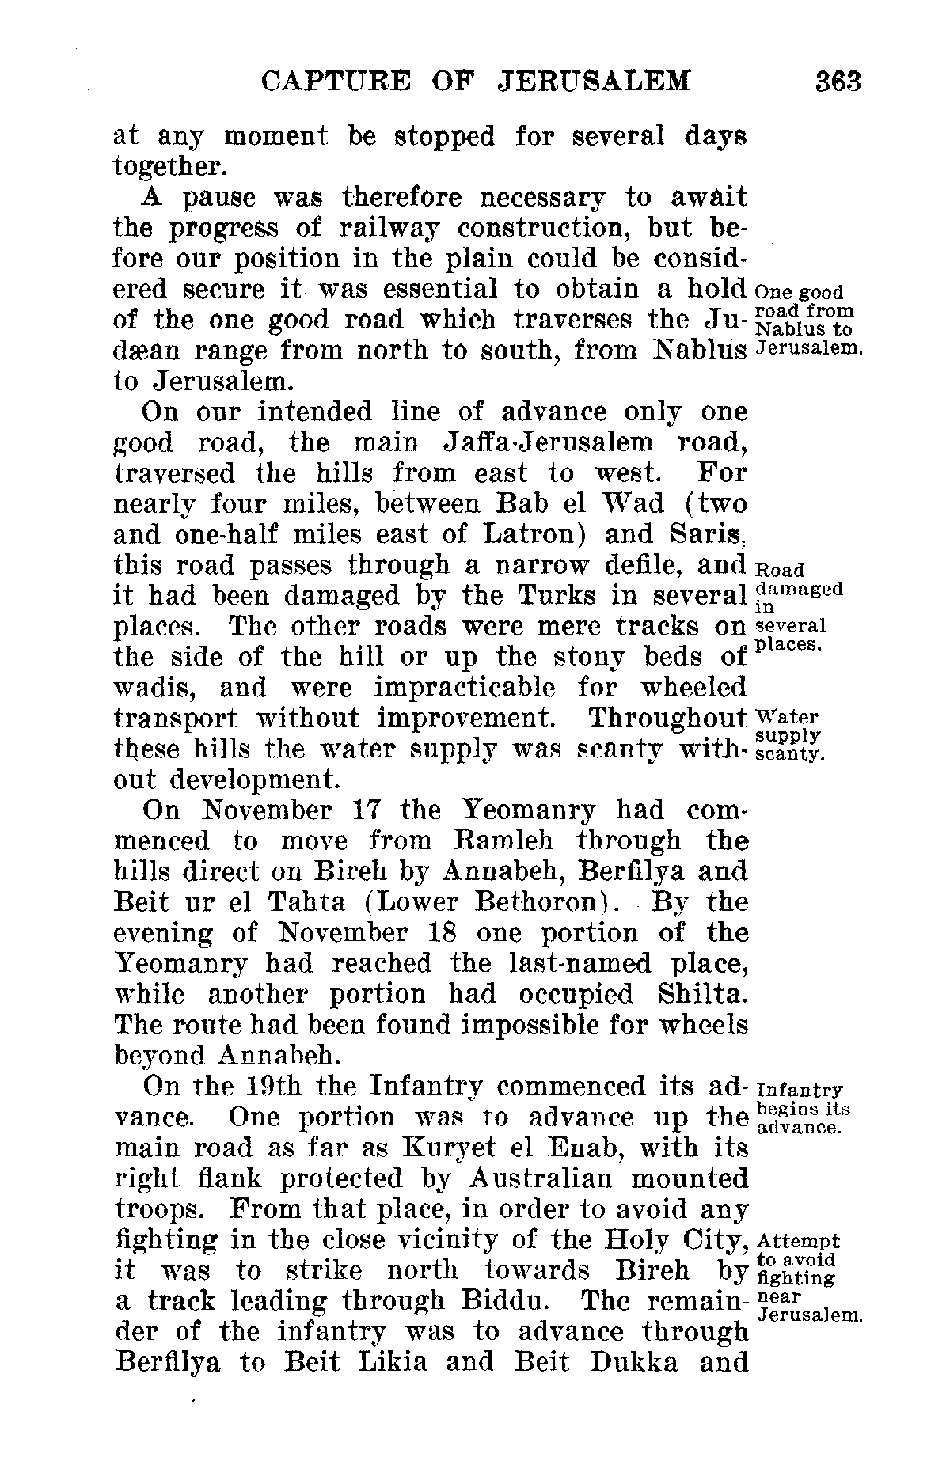 CAPTURE OF JERUSALEM 363
at any moment be stopped for several days
together.
A pause was therefore necessary to await
the progress of railway construction, but be-
fore our position in the plain could be consid-
ered secure it was essential to obtain a hold
of the one good road which traverses the Ju-
dæan range from north to south, from Nablus
to Jerusalem.
One good
road from
Nablus to
Jerusalem.
On our intended line of advance only one
good road, the main Jaffa-Jerusalem road,
traversed the hills from east to west. For
nearly four miles, between Bab el Wad (two
and one-half miles east of Latron) and Saris,
this road passes through a narrow defile, and
it had been damaged by the Turks in several
places. The other roads were mere tracks on
the side of the hill or up the stony beds of
wadis, and were impracticable for wheeled
transport without improvement. Throughout
these hills the water supply was scanty with-
out development.
Road
damaged
in
several
places.
Water
supply
scanty.
On November 17 the Yeomanry had com-
menced to move from Ramleh through the
hills direct on Bireh by Annabeh, Berfilya and
Beit ur el Tahta (Lower Bethoron). By the
evening of November 18 one portion of the
Yeomanry had reached the last-named place,
while another portion had occupied Shilta.
The route had been found impossible for wheels
beyond Annabeh.
On the 19th the Infantry commenced its ad-
vance. One portion was to advance up the
main road as far as Kuryet el Enab, with its
right flank protected by Australian mounted
troops. From that place, in order to avoid any
fighting in the close vicinity of the Holy City,
it was to strike north towards Bireh by
a track leading through Biddu. The remain-
der of the infantry was to advance through
Berfilya to Beit Likia and Beit Dukka and
Infantry
begins its
advance.
Attempt
to avoid
fighting
near
Jerusalem.